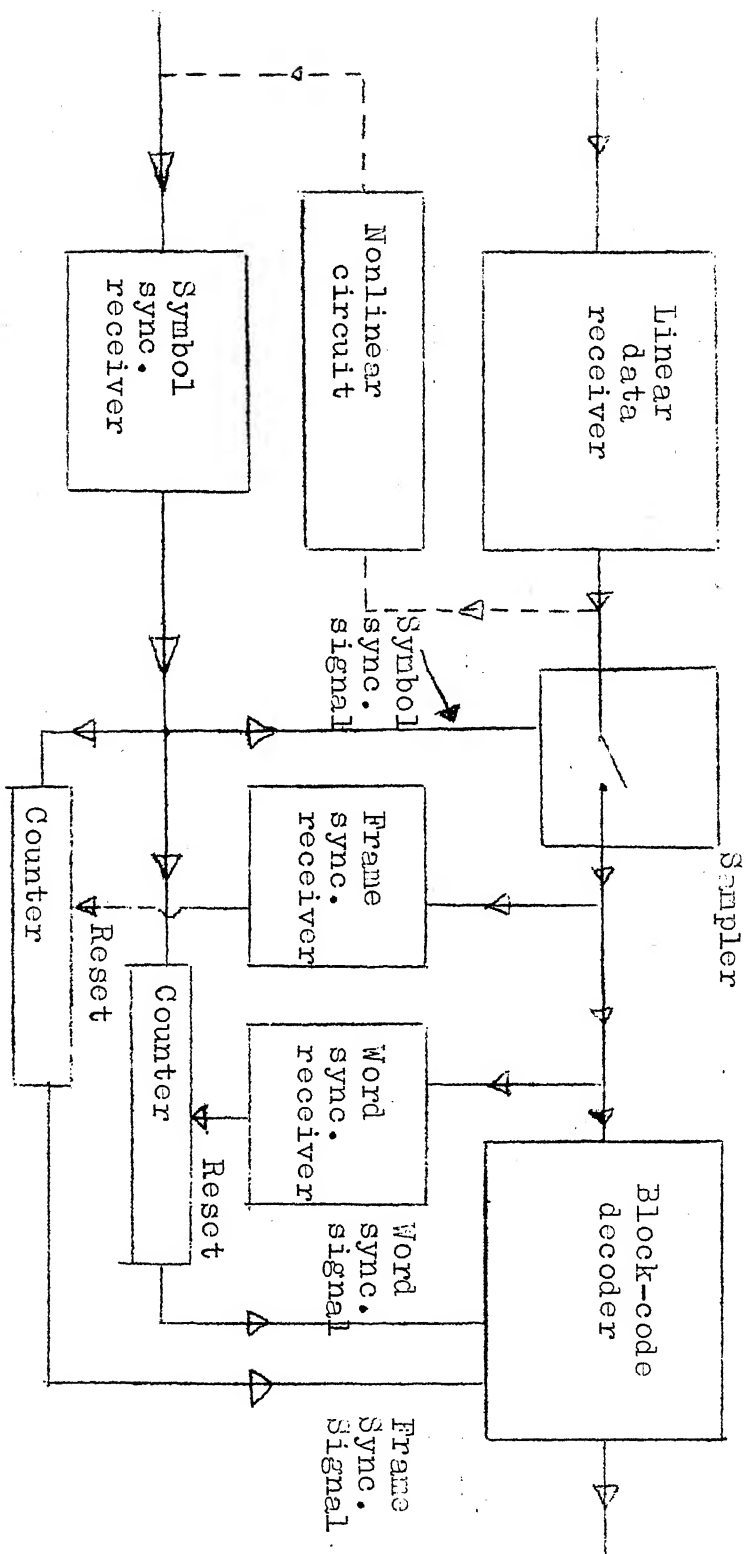 Linear
data
receiver
Sampler
Block-code
decoder
Nonlinear
circuit
Symbol
sync.
signal
Frame
sync.
receiver
Word
sync.
receiver
Word
sync.
signal
Frame
Sync.
Signal
Symbol
sync.
receiver
Reset
Counter
Reset
Counter